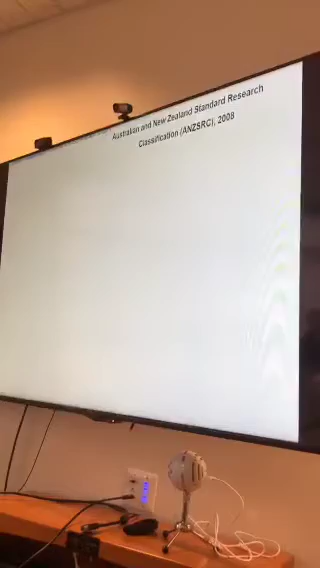 Australian and New Zealand Standard Research
Classification (ANZSRC), 2008